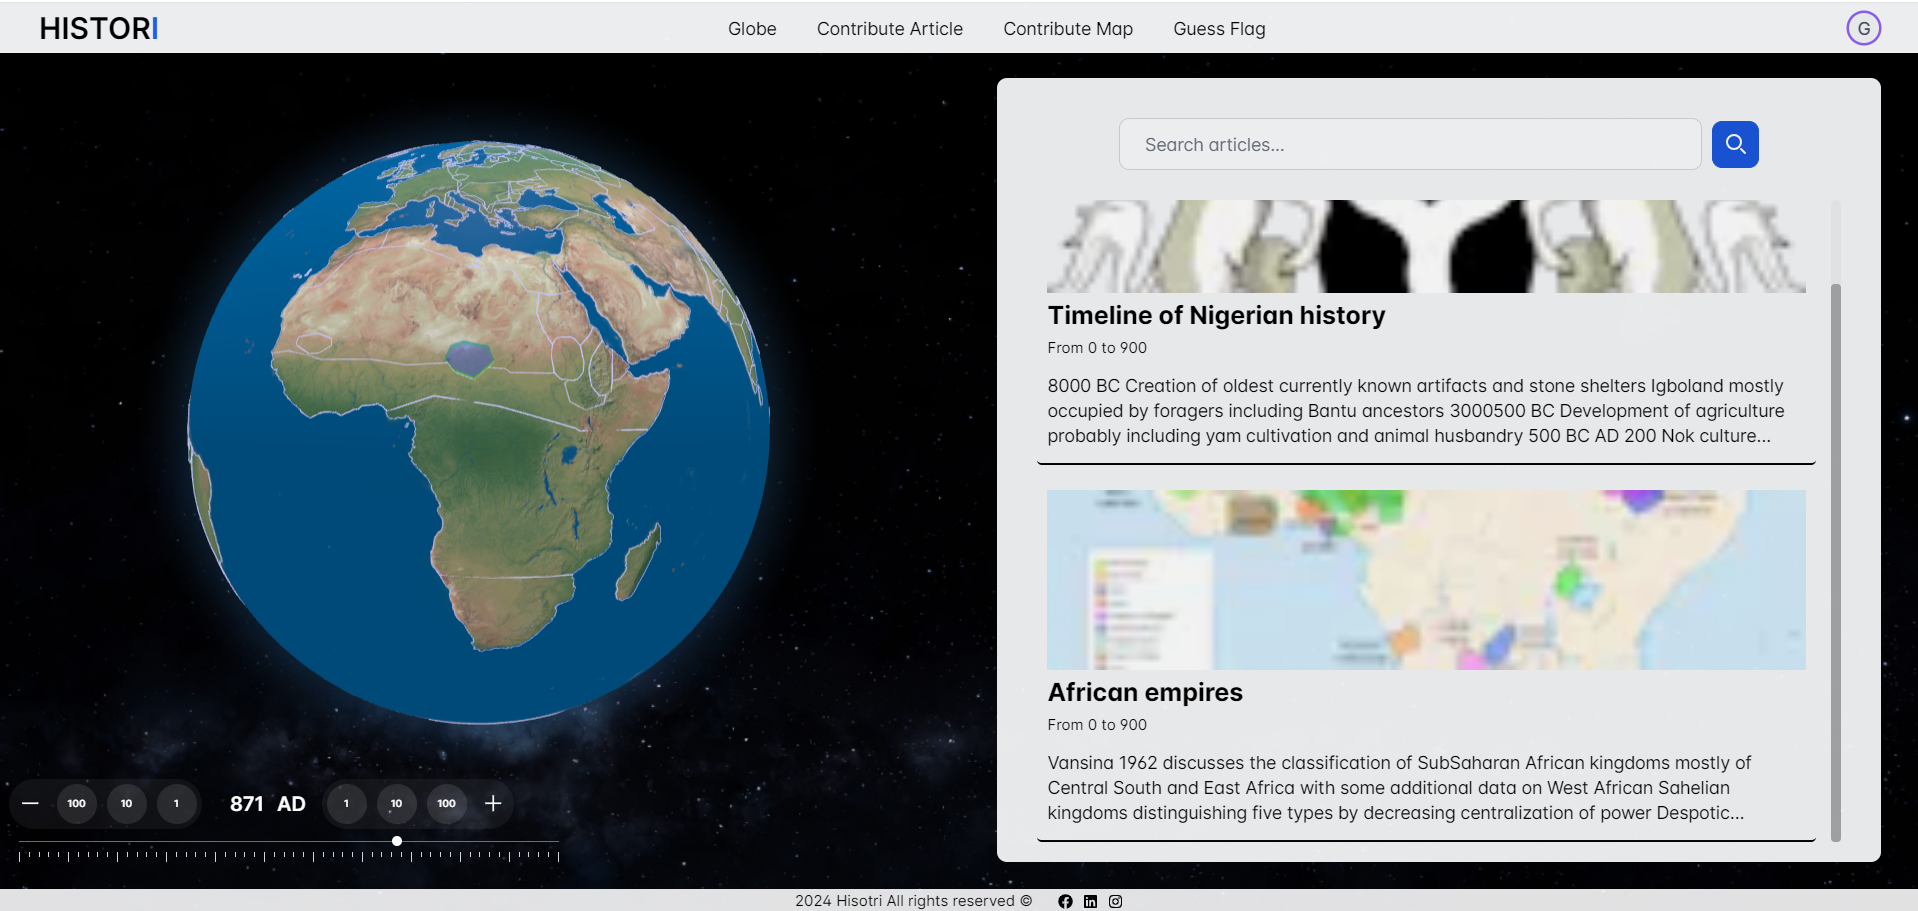 HISTORI
Globe
Contribute Article
Contribute Map
Guess Flag
G
Search articles...
Timeline of Nigerian history
From 0 to 900
8000 BC Creation of oldest currently known artifacts and stone shelters Igboland mostly
occupied by foragers including Bantu ancestors 3000500 BC Development of agriculture
probably including yam cultivation and animal husbandry 500 BC AD 200 Nok culture...
African empires
From 0 to 900
Vansina 1962 discusses the classification of SubSaharan African kingdoms mostly of
Central South and East Africa with some additional data on West African Sahelian
kingdoms distinguishing five types by decreasing centralization of power Despotic...
— 100 10 1 871 AD 1 10 100 +
2024 Hisotri All rights reserved ©